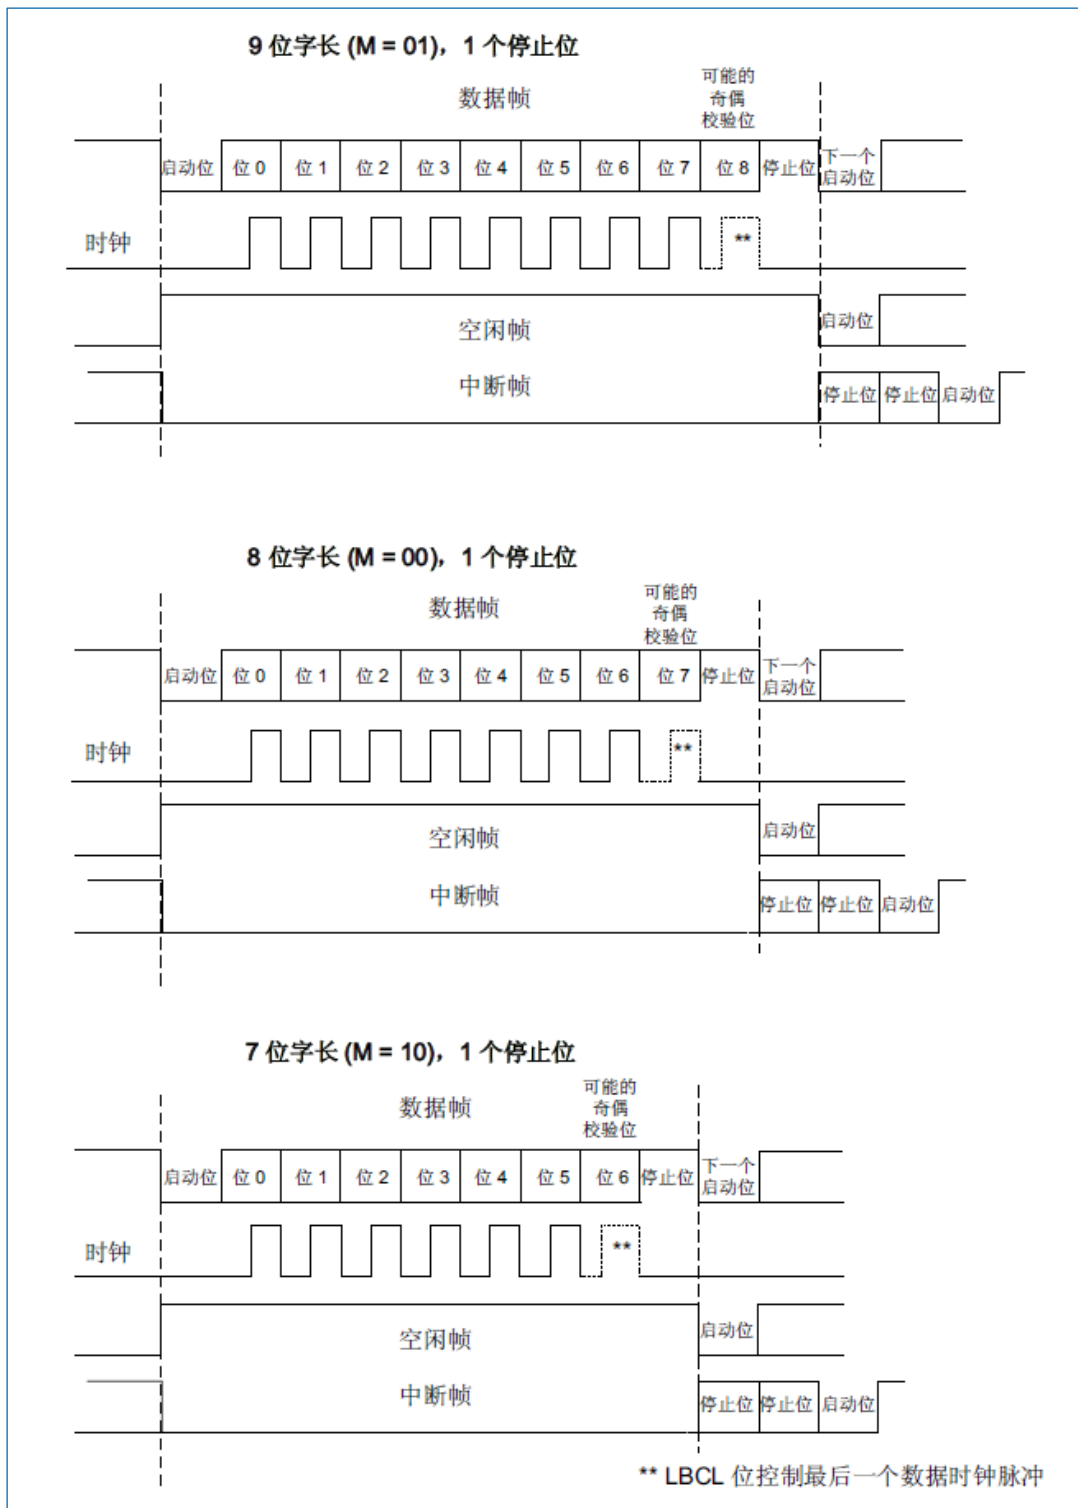 9 位字长 (M = 01)，1 个停止位
可能的
奇偶
校验位
数据帧
启动位 位 0 位 1 位 2 位 3 位 4 位 5 位 6 位 7 位 8 停止位 下一个
启动位
时钟 **
空闲帧 启动位
中断帧 停止位 停止位 启动位
8 位字长 (M = 00)，1 个停止位
可能的
奇偶
校验位
数据帧
启动位 位 0 位 1 位 2 位 3 位 4 位 5 位 6 位 7 停止位 下一个
启动位
时钟 **
空闲帧 启动位
中断帧 停止位 停止位 启动位
7 位字长 (M = 10)，1 个停止位
可能的
奇偶
校验位
数据帧
启动位 位 0 位 1 位 2 位 3 位 4 位 5 位 6 停止位 下一个
启动位
时钟 **
空闲帧 启动位
中断帧 停止位 停止位 启动位
** LBCL 位控制最后一个数据时钟脉冲